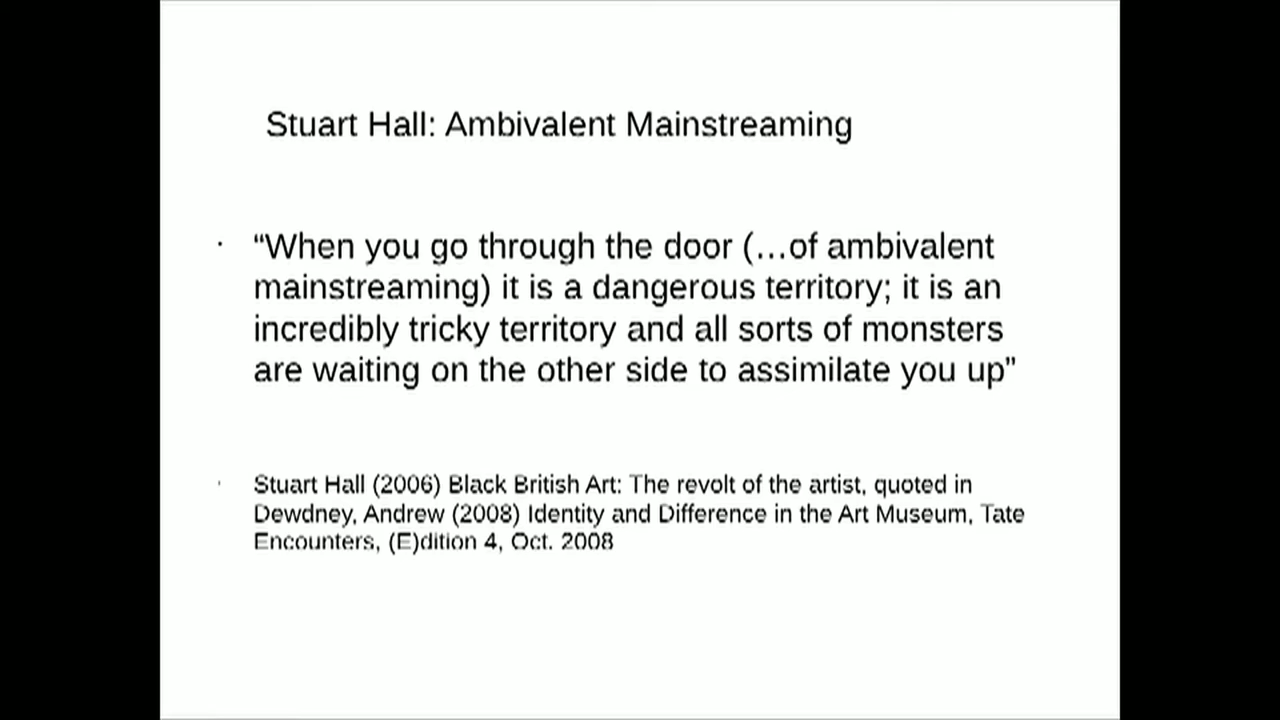 Stuart Hall: Ambivalent Mainstreaming
· “When you go through the door (…of ambivalent
mainstreaming) it is a dangerous territory; it is an
incredibly tricky territory and all sorts of monsters
are waiting on the other side to assimilate you up”
· Stuart Hall (2006) Black British Art: The revolt of the artist, quoted in
Dewdney, Andrew (2008) Identity and Difference in the Art Museum, Tate
Encounters, (E)dition 4, Oct. 2008